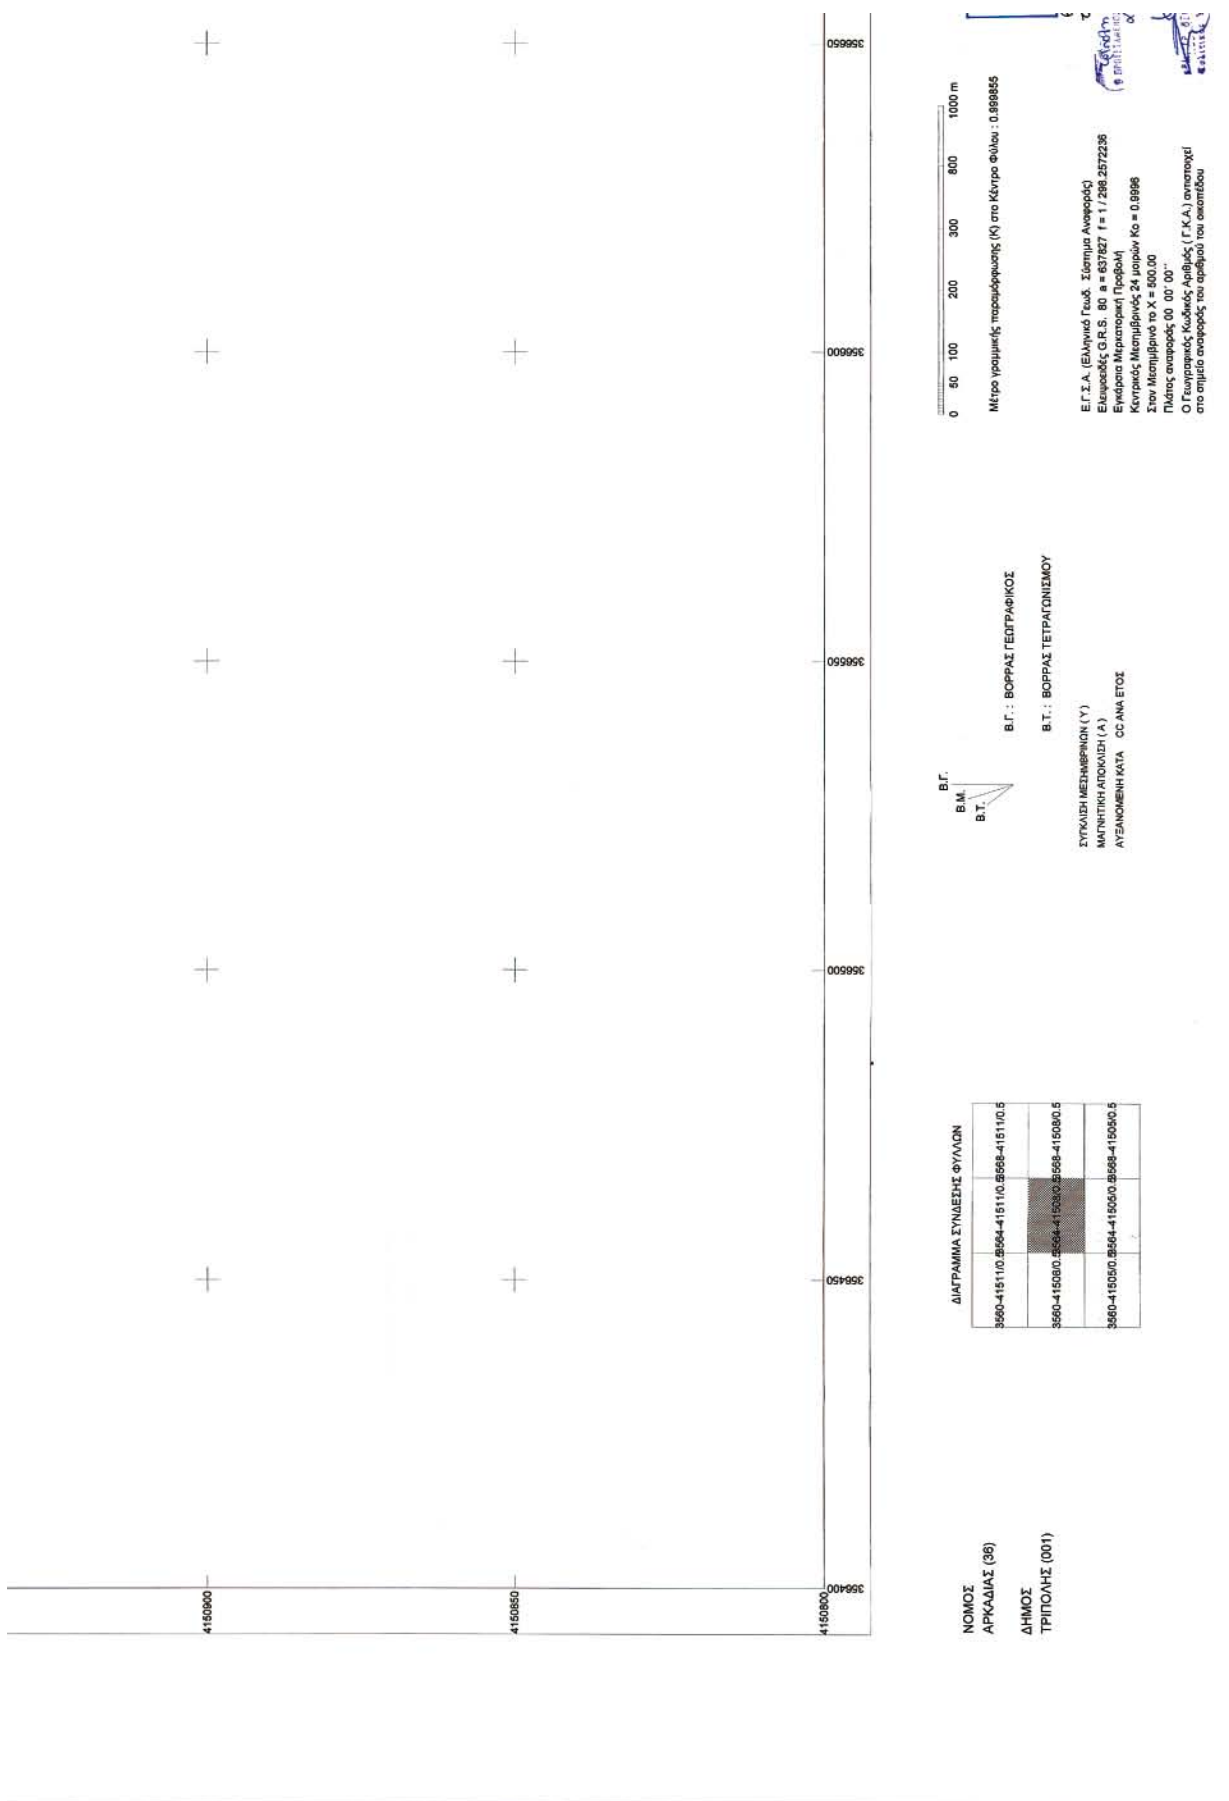 4150900
4150850
4150800
356400
356450
356500
356550
356600
356650
ΝΟΜΟΣ
ΑΡΚΑΔΙΑΣ (36)
ΔΗΜΟΣ
ΤΡΙΠΟΛΗΣ (001)
ΔΙΑΓΡΑΜΜΑ ΣΥΝΔΕΣΗΣ ΦΥΛΛΩΝ
3560-41511/0.5 3564-41511/0.5 3568-41511/0.5
3560-41508/0.5 3564-41508/0.5 3568-41508/0.5
3560-41505/0.5 3564-41505/0.5 3568-41505/0.5
Β.Γ.
Β.Μ.
Β.Τ.
Β.Γ. : ΒΟΡΡΑΣ ΓΕΩΓΡΑΦΙΚΟΣ
Β.Τ. : ΒΟΡΡΑΣ ΤΕΤΡΑΓΩΝΙΣΜΟΥ
ΣΥΓΚΛΙΣΗ ΜΕΣΗΜΒΡΙΝΩΝ ( Υ )
ΜΑΓΝΗΤΙΚΗ ΑΠΟΚΛΙΣΗ ( Α )
ΑΥΞΑΝΟΜΕΝΗ ΚΑΤΑ CC ΑΝΑ ΕΤΟΣ
0 50 100 200 300 800 1000 m
Μέτρο γραμμικής παραμόρφωσης (Κ) στο Κέντρο Φύλου : 0.999855
Ε.Γ.Σ.Α. (Ελληνικό Γεωδ. Σύστημα Αναφοράς)
Ελειψοειδές G.R.S. 80 a = 637827 f = 1 / 298.2572236
Εγκάρσια Μερκατορική Προβολή
Κεντρικός Μεσημβρινός 24 μοιρών Κο = 0.9996
Στον Μεσημβρινό το Χ = 500.00
Πλάτος αναφοράς 00 00' 00''
Ο Γεωγραφικός Κωδικός Αριθμός ( Γ.Κ.Α.) αντιστοιχεί
στο σημείο αναφοράς του αριθμού του οικοπέδου